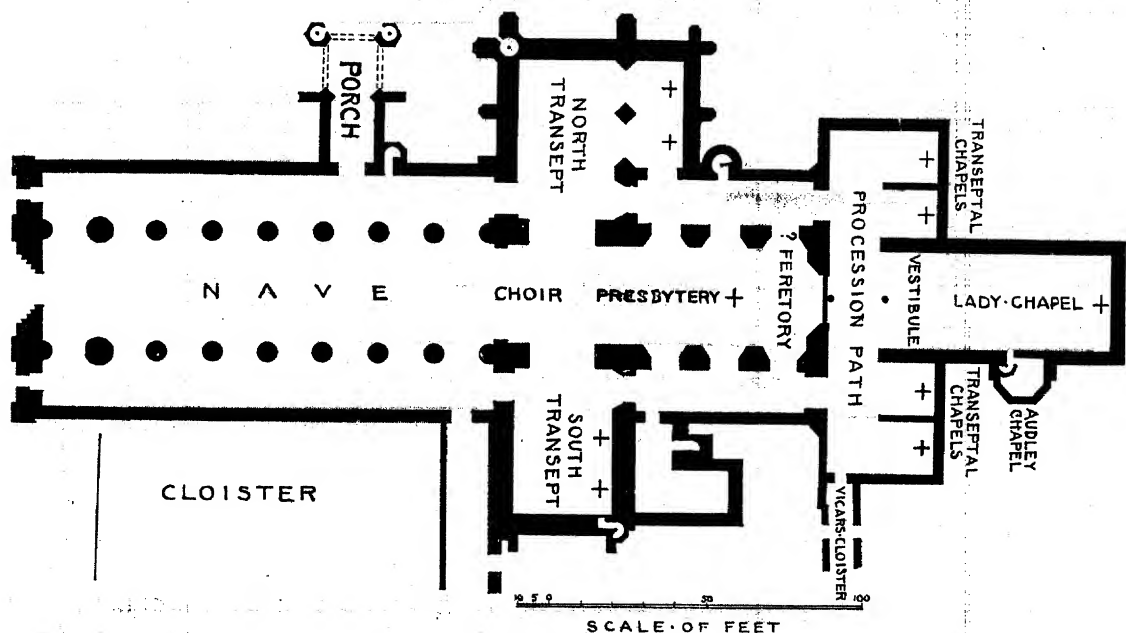 PORCH
NORTH
TRANSEPT
TRANSEPTAL
CHAPELS
NAVE
CHOIR
PRESBYTERY
? FERETORY
PROCESSION PATH
VESTIBULE
LADY·CHAPEL
SOUTH
TRANSEPT
TRANSEPTAL
CHAPELS
AUDLEY
CHAPEL
CLOISTER
VICARS·CLOISTER
10 5 0 50 100
SCALE·OF FEET